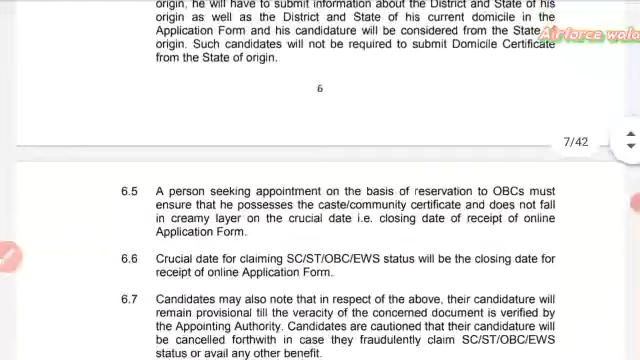 origin, he will have to submit information about the District and State of his
origin as well as the District and State of his current domicile in the
Application Form and his candidature will be considered from the State of
origin. Such candidates will not be required to submit Domicile Certificate
from the State of origin.
Airforce wala
6
7/42
6.5 A person seeking appointment on the basis of reservation to OBCs must
ensure that he possesses the caste/community certificate and does not fall
in creamy layer on the crucial date i.e. closing date of receipt of online
Application Form.
6.6 Crucial date for claiming SC/ST/OBC/EWS status will be the closing date for
receipt of online Application Form.
6.7 Candidates may also note that in respect of the above, their candidature will
remain provisional till the veracity of the concerned document is verified by
the Appointing Authority. Candidates are cautioned that their candidature will
be cancelled forthwith in case they fraudulently claim SC/ST/OBC/EWS
status or avail any other benefit.